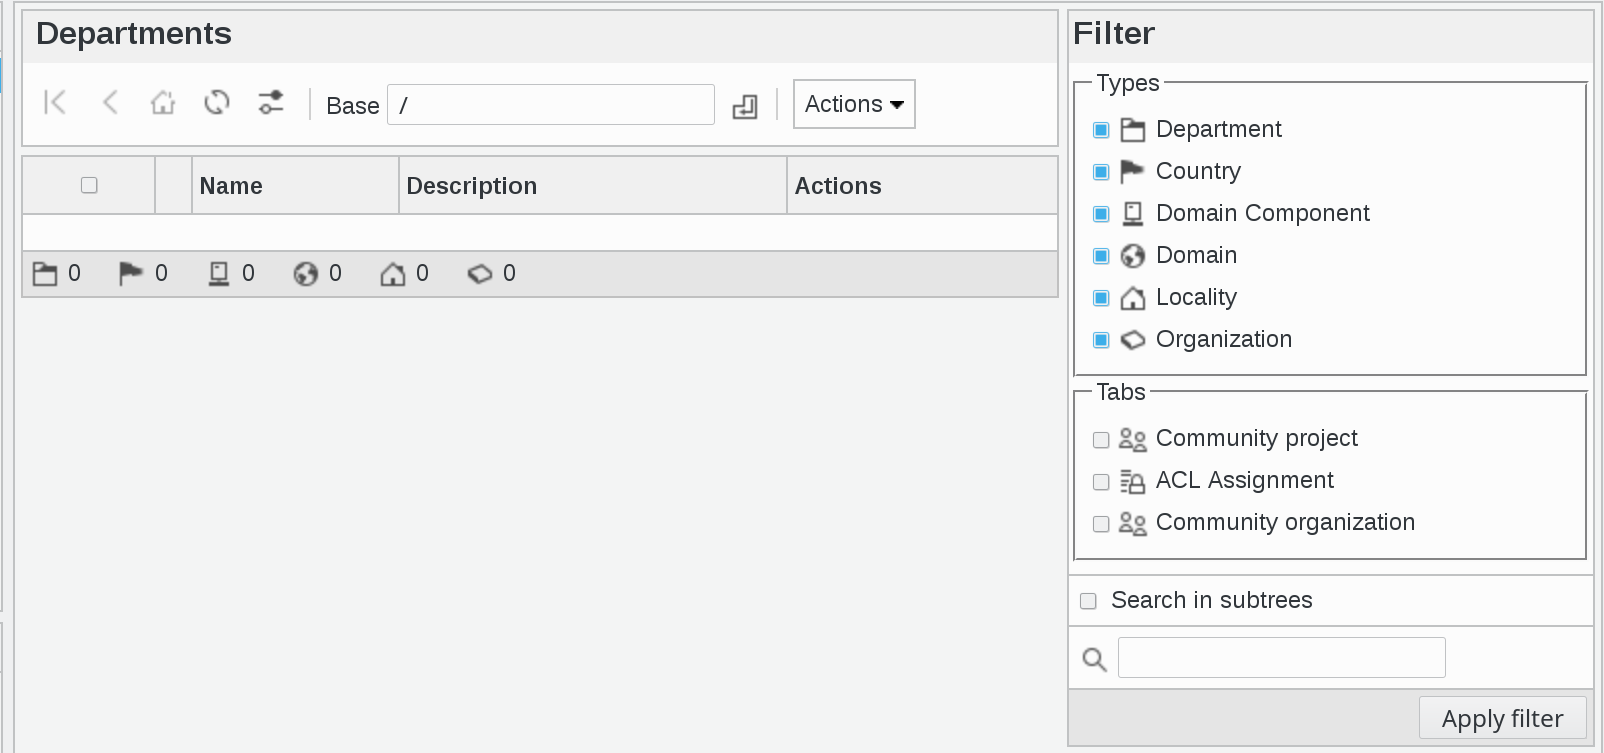 Departments
Base / Actions
Name Description Actions
0 0 0 0 0 0
Filter
Types
Department
Country
Domain Component
Domain
Locality
Organization
Tabs
Community project
ACL Assignment
Community organization
Search in subtrees
Apply filter